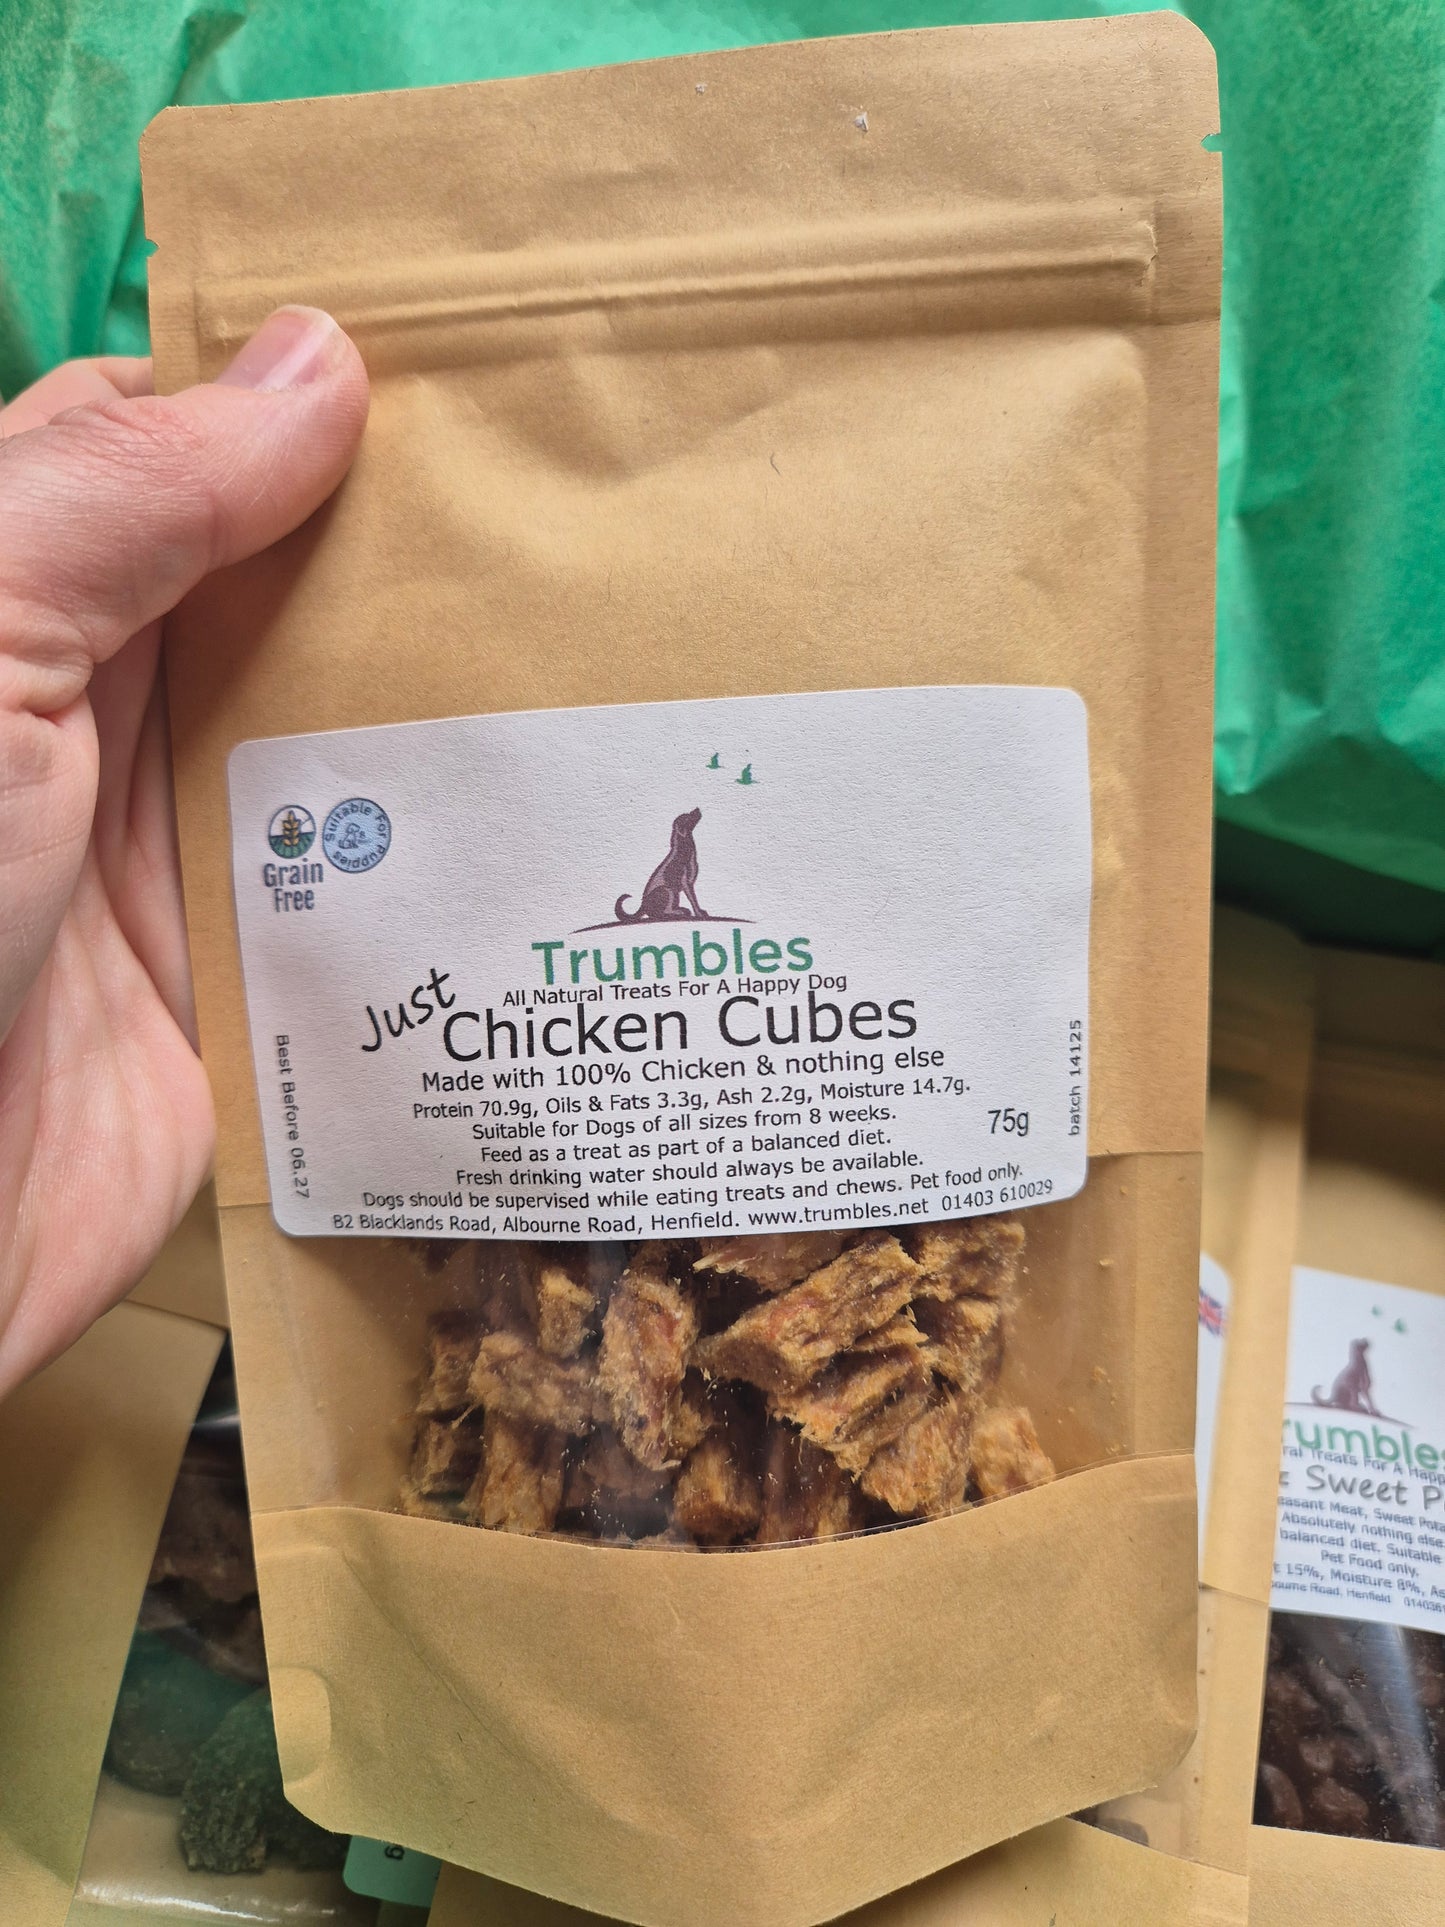 Grain
Free
Suitable For Puppies
Trumbles
All Natural Treats For A Happy Dog
Just
Chicken Cubes
Made with 100% Chicken & nothing else
Protein 70.9g, Oils & Fats 3.3g, Ash 2.2g, Moisture 14.7g.
Suitable for Dogs of all sizes from 8 weeks.
75g
Feed as a treat as part of a balanced diet.
Fresh drinking water should always be available.
Dogs should be supervised while eating treats and chews. Pet food only.
B2 Blacklands Road, Albourne Road, Henfield. www.trumbles.net 01403 610029
Best Before 06.27
batch 14125
Sweet
Meat, Sweet
Absolutely nothing else
balanced diet. Suitable
Pet Food only.
15%, Moisture 8%,
Road, Henfield